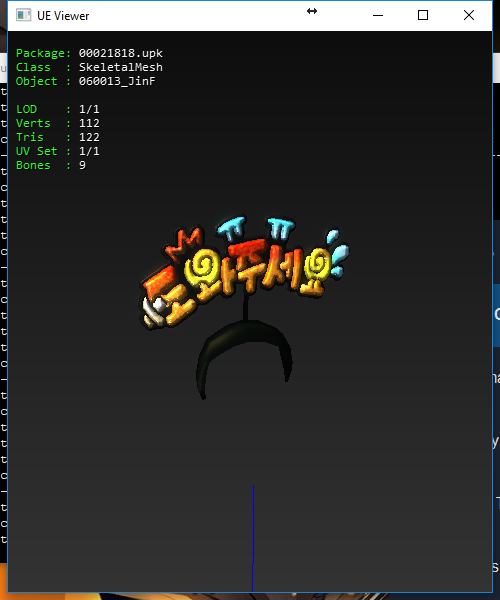 UE Viewer
Package: 00021818.upk
Class : SkeletalMesh
Object : 060013_JinF
LOD : 1/1
Verts : 112
Tris : 122
UV Set : 1/1
Bones : 9
ㅠㅠ
도와주세요